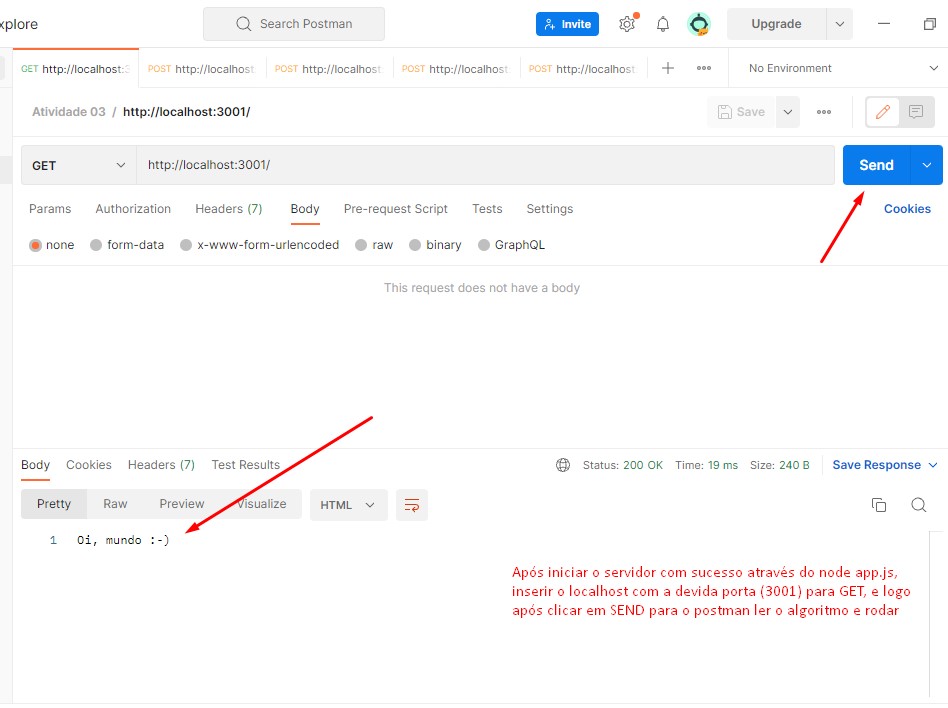 xplore
Search Postman
Invite
Upgrade
GET http://localhost:3
POST http://localhost:
POST http://localhost:
POST http://localhost:
POST http://localhost:
No Environment
Atividade 03 / http://localhost:3001/
Save
GET
http://localhost:3001/
Send
Params Authorization Headers (7) Body Pre-request Script Tests Settings Cookies
none form-data x-www-form-urlencoded raw binary GraphQL
This request does not have a body
Body Cookies Headers (7) Test Results Status: 200 OK Time: 19 ms Size: 240 B Save Response
Pretty Raw Preview Visualize HTML
1 Oi, mundo :-)
Após iniciar o servidor com sucesso através do node app.js,
inserir o localhost com a devida porta (3001) para GET, e logo
após clicar em SEND para o postman ler o algoritmo e rodar